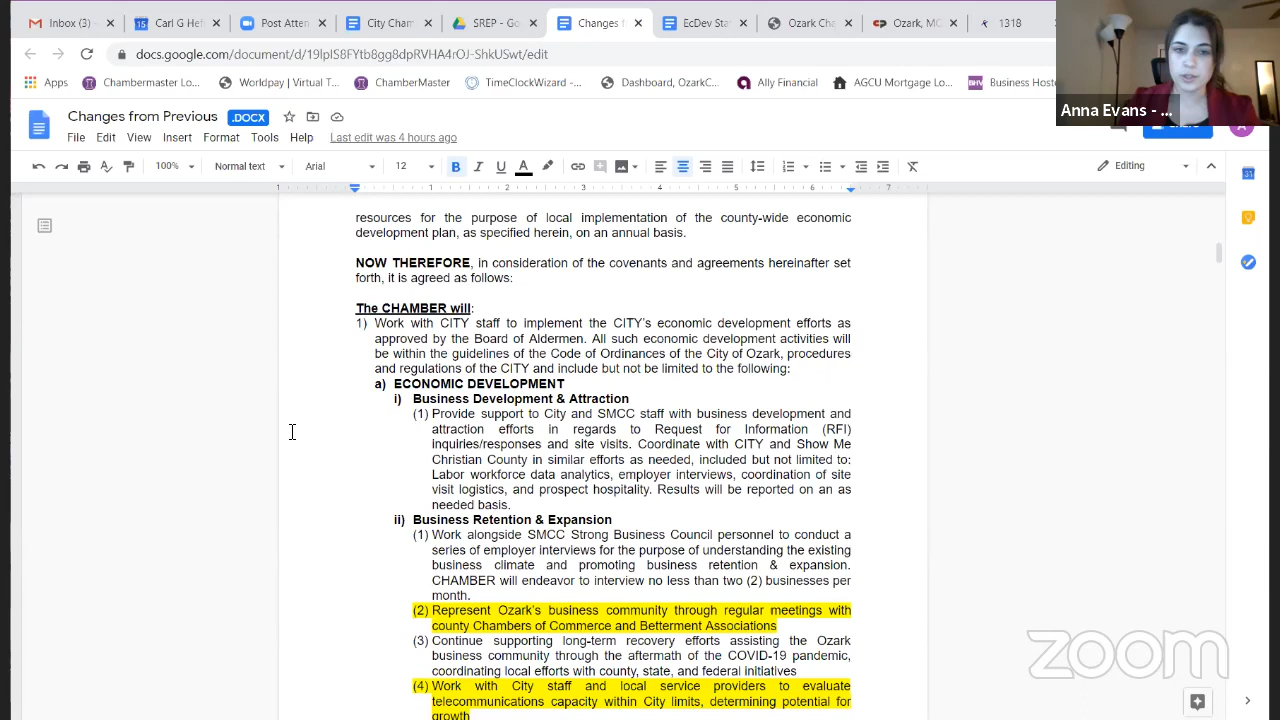 Inbox (3)
Carl G Hef
Post Atten
City Cham
SREP - Go
Changes f
EcDev Sta
Ozark Cha
Ozark, MO
1318
docs.google.com/document/d/
/edit
Apps
Chambermaster Lo...
Worldpay | Virtual T...
ChamberMaster
TimeClockWizard -...
Dashboard, OzarkC...
Ally Financial
AGCU Mortgage Lo...
Business Hoste
Anna Evans - ...
Changes from Previous
.DOCX
File Edit View Insert Format Tools Help Last edit was 4 hours ago
100% Normal text Arial 12 Editing
1 1 2 3 4 5 6 7
resources for the purpose of local implementation of the county-wide economic
development plan, as specified herein, on an annual basis.
NOW THEREFORE, in consideration of the covenants and agreements hereinafter set
forth, it is agreed as follows:
The CHAMBER will:
1) Work with CITY staff to implement the CITY's economic development efforts as
approved by the Board of Aldermen. All such economic development activities will
be within the guidelines of the Code of Ordinances of the City of Ozark, procedures
and regulations of the CITY and include but not be limited to the following:
a) ECONOMIC DEVELOPMENT
i) Business Development & Attraction
(1) Provide support to City and SMCC staff with business development and
attraction efforts in regards to Request for Information (RFI)
inquiries/responses and site visits. Coordinate with CITY and Show Me
Christian County in similar efforts as needed, included but not limited to:
Labor workforce data analytics, employer interviews, coordination of site
visit logistics, and prospect hospitality. Results will be reported on an as
needed basis.
ii) Business Retention & Expansion
(1) Work alongside SMCC Strong Business Council personnel to conduct a
series of employer interviews for the purpose of understanding the existing
business climate and promoting business retention & expansion.
CHAMBER will endeavor to interview no less than two (2) businesses per
month.
(2) Represent Ozark's business community through regular meetings with
county Chambers of Commerce and Betterment Associations
(3) Continue supporting long-term recovery efforts assisting the Ozark
business community through the aftermath of the COVID-19 pandemic,
coordinating local efforts with county, state, and federal initiatives
(4) Work with City staff and local service providers to evaluate
telecommunications capacity within City limits, determining potential for
growth
zoom